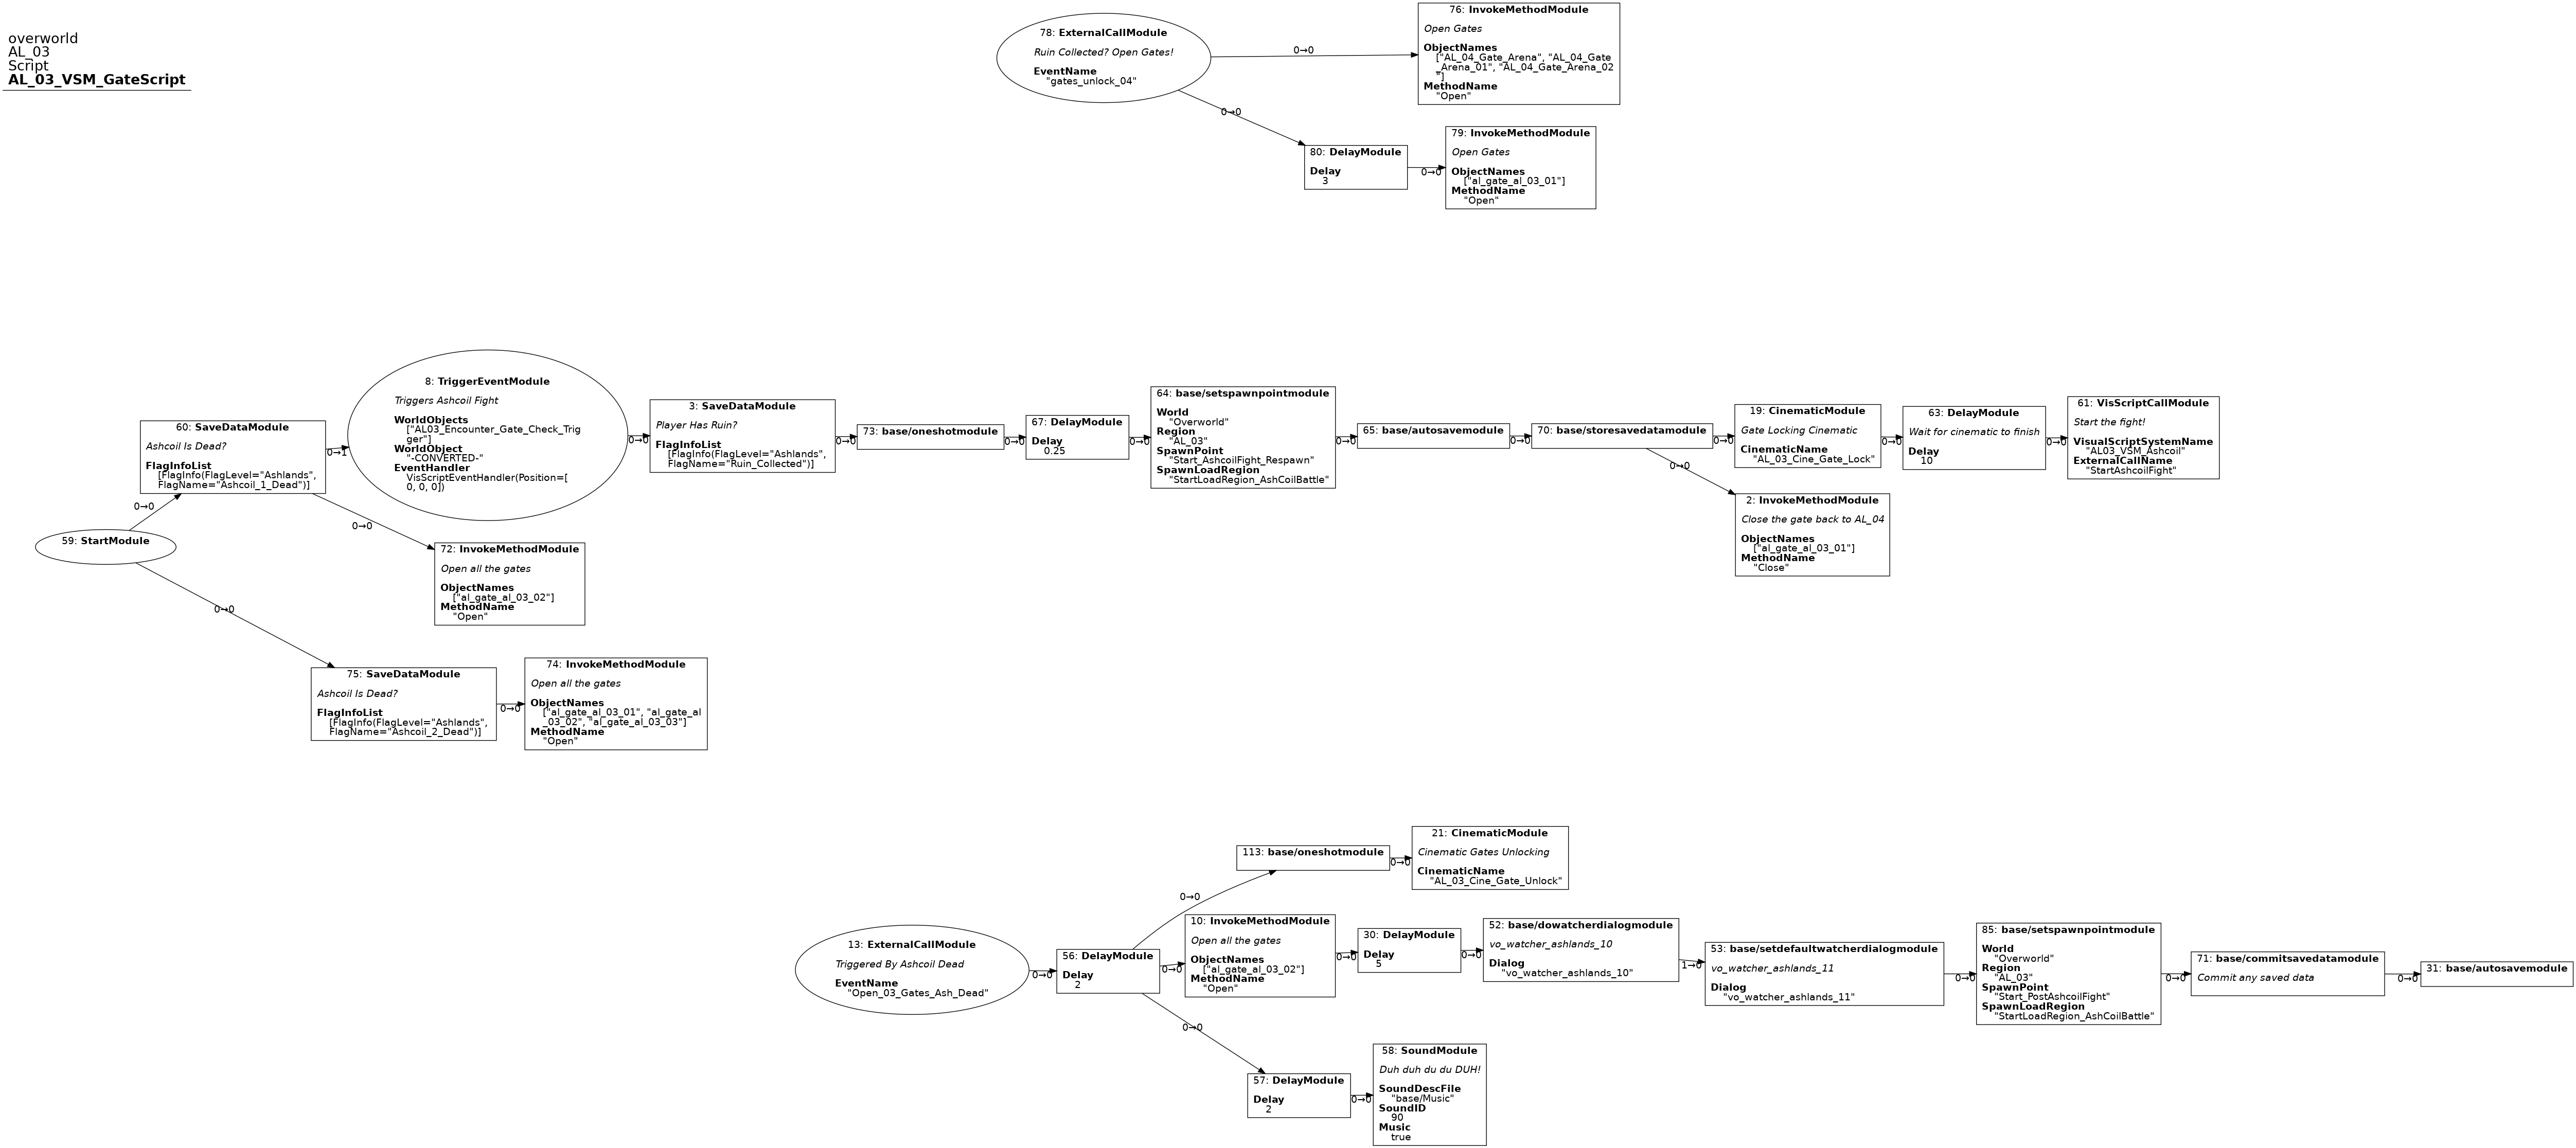 overworld
AL_03
Script
AL_03_VSM_GateScript
78: ExternalCallModule
Ruin Collected? Open Gates!
EventName
"gates_unlock_04"
0→0
76: InvokeMethodModule
Open Gates
ObjectNames
["AL_04_Gate_Arena", "AL_04_Gate
_Arena_01", "AL_04_Gate_Arena_02
"]
MethodName
"Open"
0→0
80: DelayModule
Delay
3
0→0
79: InvokeMethodModule
Open Gates
ObjectNames
["al_gate_al_03_01"]
MethodName
"Open"
59: StartModule
0→0
60: SaveDataModule
Ashcoil Is Dead?
FlagInfoList
[FlagInfo(FlagLevel="Ashlands",
FlagName="Ashcoil_1_Dead")]
0→1
8: TriggerEventModule
Triggers Ashcoil Fight
WorldObjects
["AL03_Encounter_Gate_Check_Trig
ger"]
WorldObject
"-CONVERTED-"
EventHandler
VisScriptEventHandler(Position=[
0, 0, 0])
0→0
3: SaveDataModule
Player Has Ruin?
FlagInfoList
[FlagInfo(FlagLevel="Ashlands",
FlagName="Ruin_Collected")]
0→0
73: base/oneshotmodule
0→0
67: DelayModule
Delay
0.25
0→0
64: base/setspawnpointmodule
World
"Overworld"
Region
"AL_03"
SpawnPoint
"Start_AshcoilFight_Respawn"
SpawnLoadRegion
"StartLoadRegion_AshCoilBattle"
0→0
65: base/autosavemodule
0→0
70: base/storesavedatamodule
0→0
19: CinematicModule
Gate Locking Cinematic
CinematicName
"AL_03_Cine_Gate_Lock"
0→0
63: DelayModule
Wait for cinematic to finish
Delay
10
0→0
61: VisScriptCallModule
Start the fight!
VisualScriptSystemName
"AL03_VSM_Ashcoil"
ExternalCallName
"StartAshcoilFight"
0→0
2: InvokeMethodModule
Close the gate back to AL_04
ObjectNames
["al_gate_al_03_01"]
MethodName
"Close"
0→0
72: InvokeMethodModule
Open all the gates
ObjectNames
["al_gate_al_03_02"]
MethodName
"Open"
0→0
75: SaveDataModule
Ashcoil Is Dead?
FlagInfoList
[FlagInfo(FlagLevel="Ashlands",
FlagName="Ashcoil_2_Dead")]
0→0
74: InvokeMethodModule
Open all the gates
ObjectNames
["al_gate_al_03_01", "al_gate_al
_03_02", "al_gate_al_03_03"]
MethodName
"Open"
13: ExternalCallModule
Triggered By Ashcoil Dead
EventName
"Open_03_Gates_Ash_Dead"
0→0
56: DelayModule
Delay
2
0→0
113: base/oneshotmodule
0→0
21: CinematicModule
Cinematic Gates Unlocking
CinematicName
"AL_03_Cine_Gate_Unlock"
0→0
10: InvokeMethodModule
Open all the gates
ObjectNames
["al_gate_al_03_02"]
MethodName
"Open"
0→0
30: DelayModule
Delay
5
0→0
52: base/dowatcherdialogmodule
vo_watcher_ashlands_10
Dialog
"vo_watcher_ashlands_10"
1→0
53: base/setdefaultwatcherdialogmodule
vo_watcher_ashlands_11
Dialog
"vo_watcher_ashlands_11"
0→0
85: base/setspawnpointmodule
World
"Overworld"
Region
"AL_03"
SpawnPoint
"Start_PostAshcoilFight"
SpawnLoadRegion
"StartLoadRegion_AshCoilBattle"
0→0
71: base/commitsavedatamodule
Commit any saved data
0→0
31: base/autosavemodule
0→0
57: DelayModule
Delay
2
0→0
58: SoundModule
Duh duh du du DUH!
SoundDescFile
"base/Music"
SoundID
90
Music
true